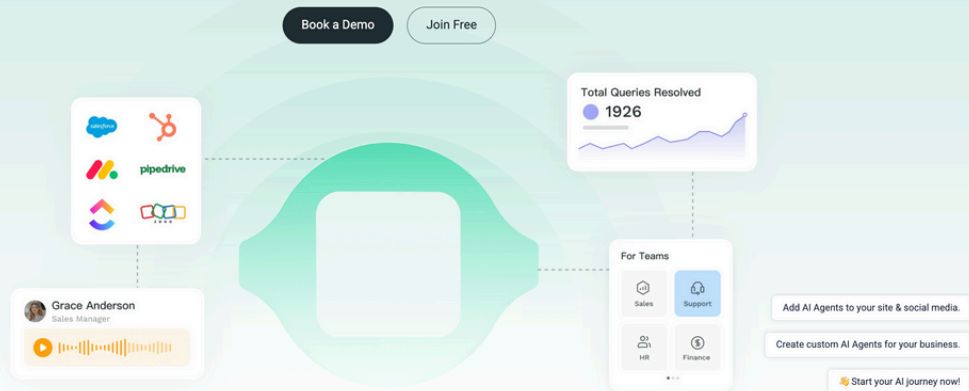 Book a Demo
Join Free
salesforce
pipedrive
ZOHO
Grace Anderson
Sales Manager
Total Queries Resolved
1926
For Teams
Sales
Support
HR
Finance
Add AI Agents to your site & social media.
Create custom AI Agents for your business.
👋 Start your AI journey now!